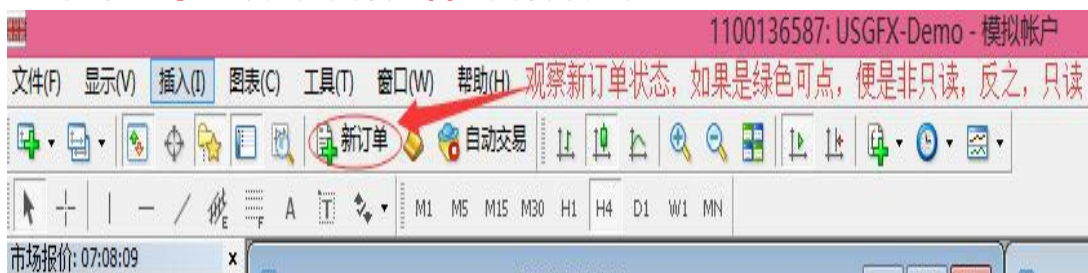 1100136587: USGFX-Demo - 模拟帐户
文件(F) 显示(V) 插入(I) 图表(C) 工具(T) 窗口(W) 帮助(H) 观察新订单状态，如果是绿色可点，便是非只读，反之，只读
新订单 自动交易
E F A T M1 M5 M15 M30 H1 H4 D1 W1 MN
市场报价: 07:08:09 x